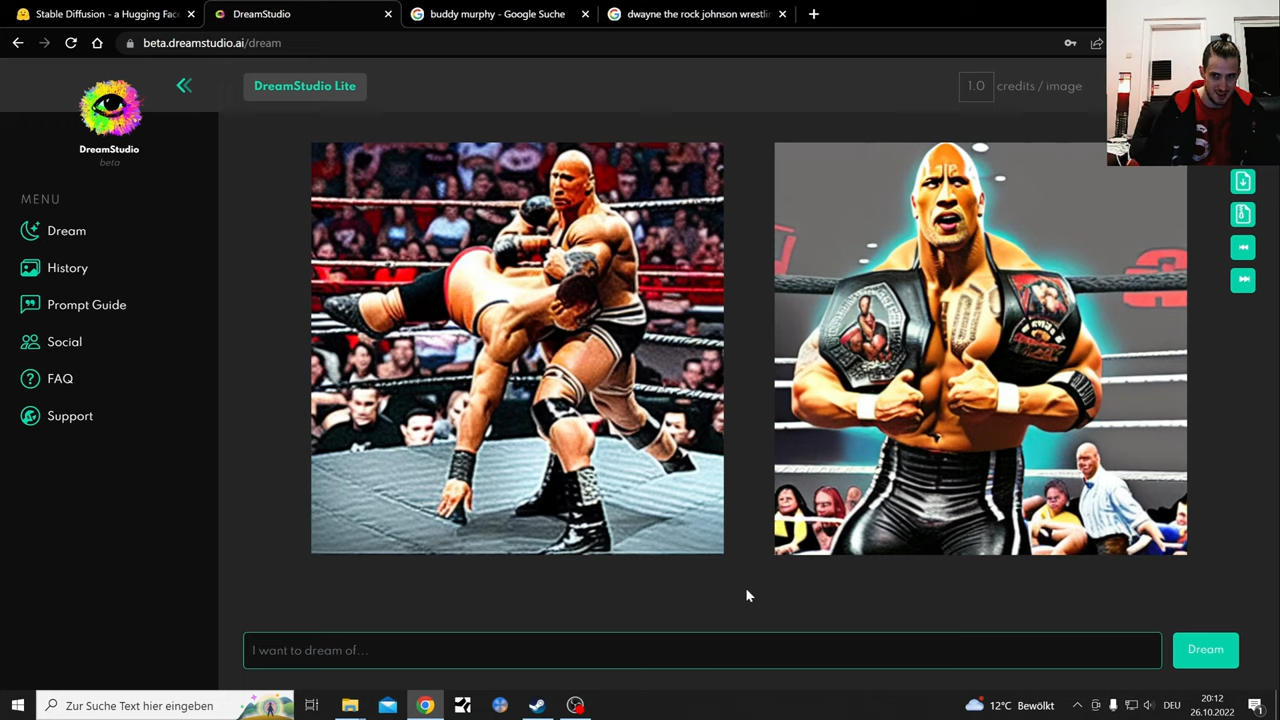 Stable Diffusion - a Hugging Fac
DreamStudio
buddy murphy - Google Suche
dwayne the rock johnson wrestlin
beta.dreamstudio.ai/dream
DreamStudio
beta
DreamStudio Lite
1.0 credits / image
MENU
Dream
History
Prompt Guide
Social
FAQ
Support
I want to dream of...
Dream
Zur Suche Text hier eingeben
12°C Bewölkt
DEU
20:12
26.10.2022
1